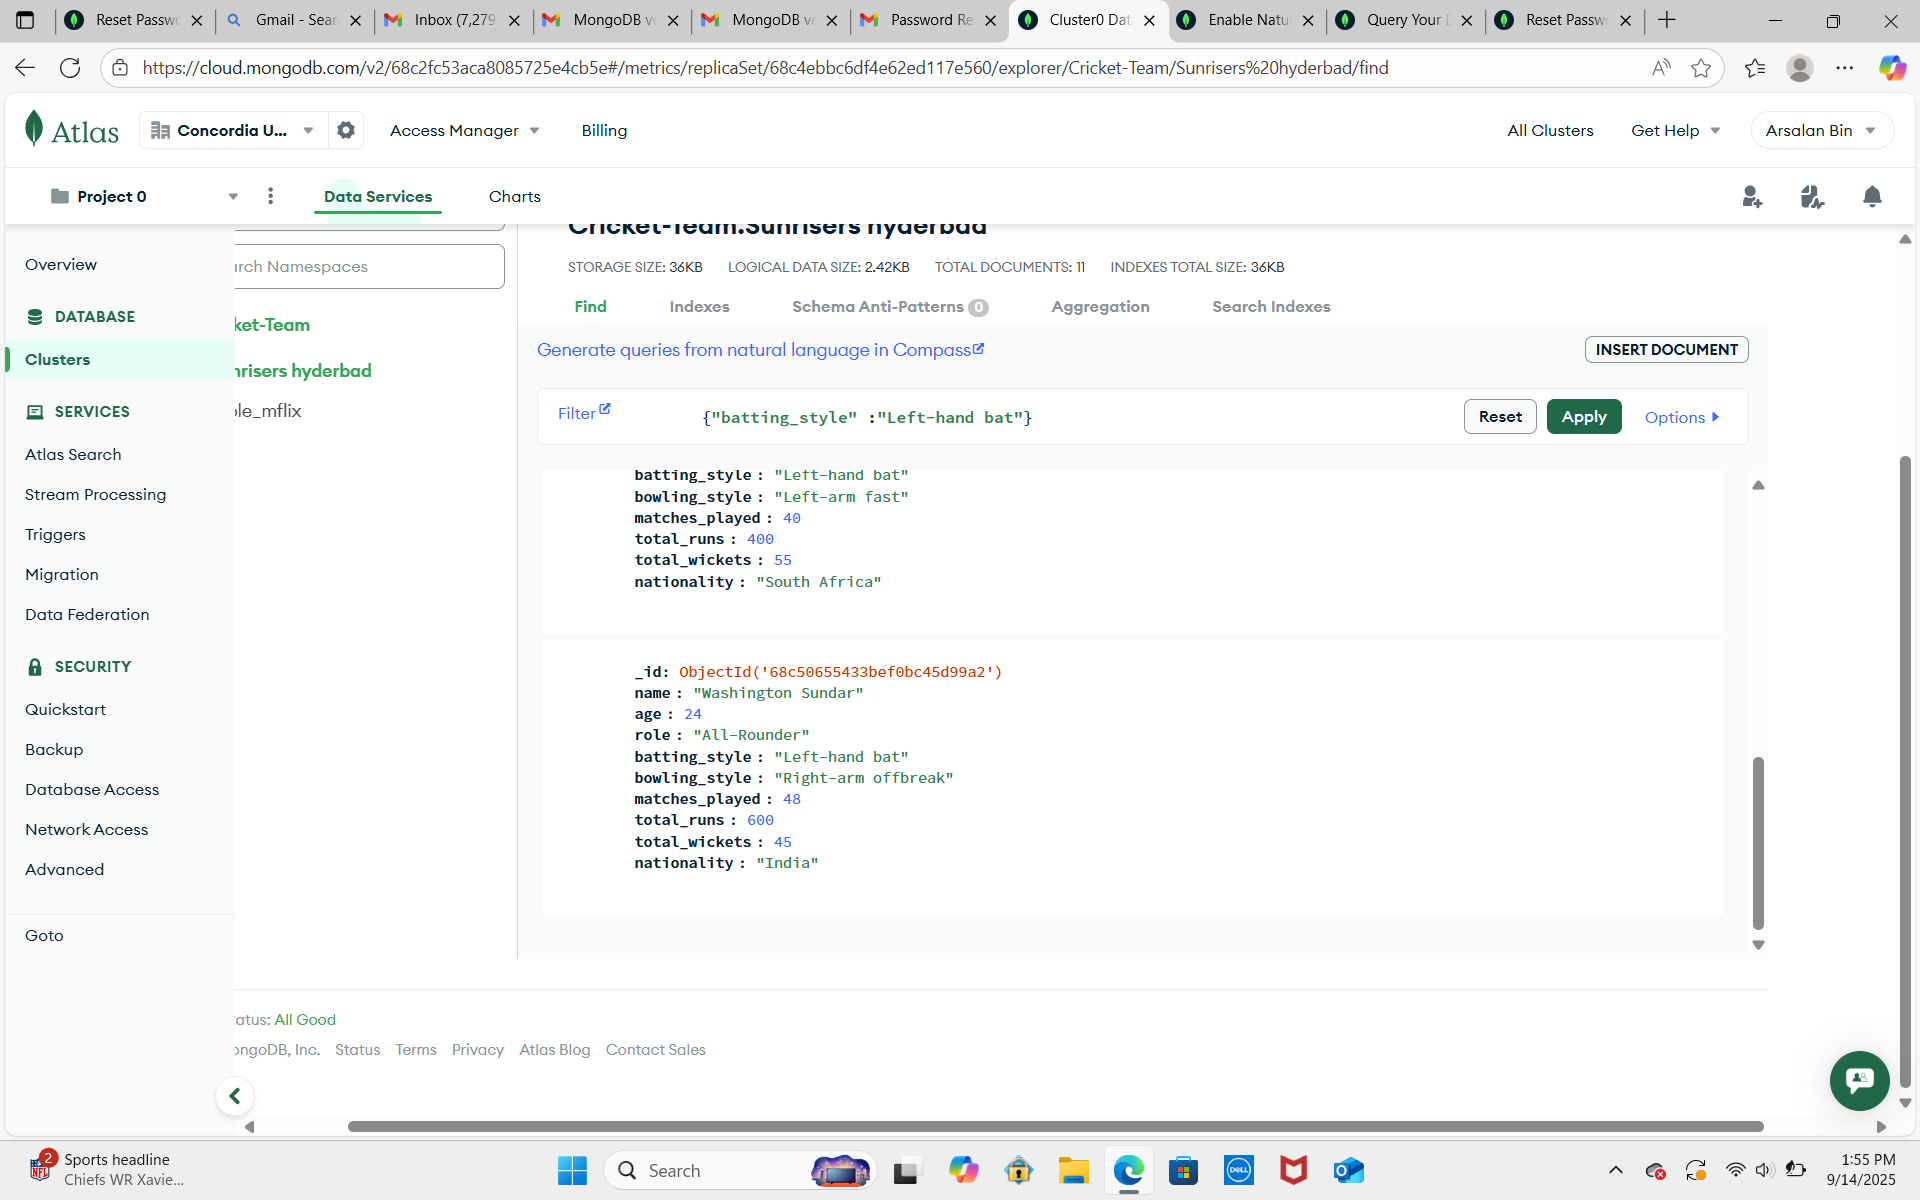 Reset Passwo
Gmail - Sear
Inbox (7,279
MongoDB ve
MongoDB ve
Password Re
Cluster0 Dat
Enable Natu
Query Your D
Reset Passwo
https://cloud.mongodb.com/v2/68c2fc53aca8085725e4cb5e#/metrics/replicaSet/68c4ebbc6df4e62ed117e560/explorer/Cricket-Team/Sunrisers%20hyderbad/find
Atlas
Concordia U...
Access Manager
Billing
All Clusters
Get Help
Arsalan Bin
Project 0
Data Services
Charts
Overview
DATABASE
Clusters
SERVICES
Atlas Search
Stream Processing
Triggers
Migration
Data Federation
SECURITY
Quickstart
Backup
Database Access
Network Access
Advanced
Goto
rch Namespaces
ket-Team
nrisers hyderbad
ole_mflix
Cricket-Team.Sunrisers hyderbad
STORAGE SIZE: 36KB LOGICAL DATA SIZE: 2.42KB TOTAL DOCUMENTS: 11 INDEXES TOTAL SIZE: 36KB
Find Indexes Schema Anti-Patterns 0 Aggregation Search Indexes
Generate queries from natural language in Compass
INSERT DOCUMENT
Filter
{"batting_style" :"Left-hand bat"}
Reset
Apply
Options
batting_style : "Left-hand bat"
bowling_style : "Left-arm fast"
matches_played : 40
total_runs : 400
total_wickets : 55
nationality : "South Africa"
_id: ObjectId('68c50655433bef0bc45d99a2')
name : "Washington Sundar"
age : 24
role : "All-Rounder"
batting_style : "Left-hand bat"
bowling_style : "Right-arm offbreak"
matches_played : 48
total_runs : 600
total_wickets : 45
nationality : "India"
atus: All Good
ongoDB, Inc. Status Terms Privacy Atlas Blog Contact Sales
2
NFL
Sports headline
Chiefs WR Xavie...
Search
DELL
1:55 PM
9/14/2025